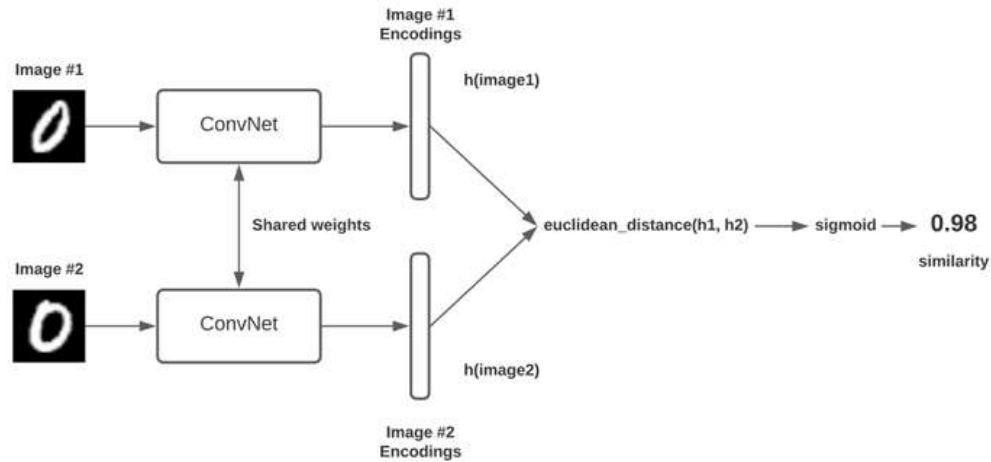 Image #1
Encodings
Image #1
h(image1)
ConvNet
Shared weights
euclidean_distance(h1, h2)
sigmoid
0.98
similarity
Image #2
ConvNet
h(image2)
Image #2
Encodings